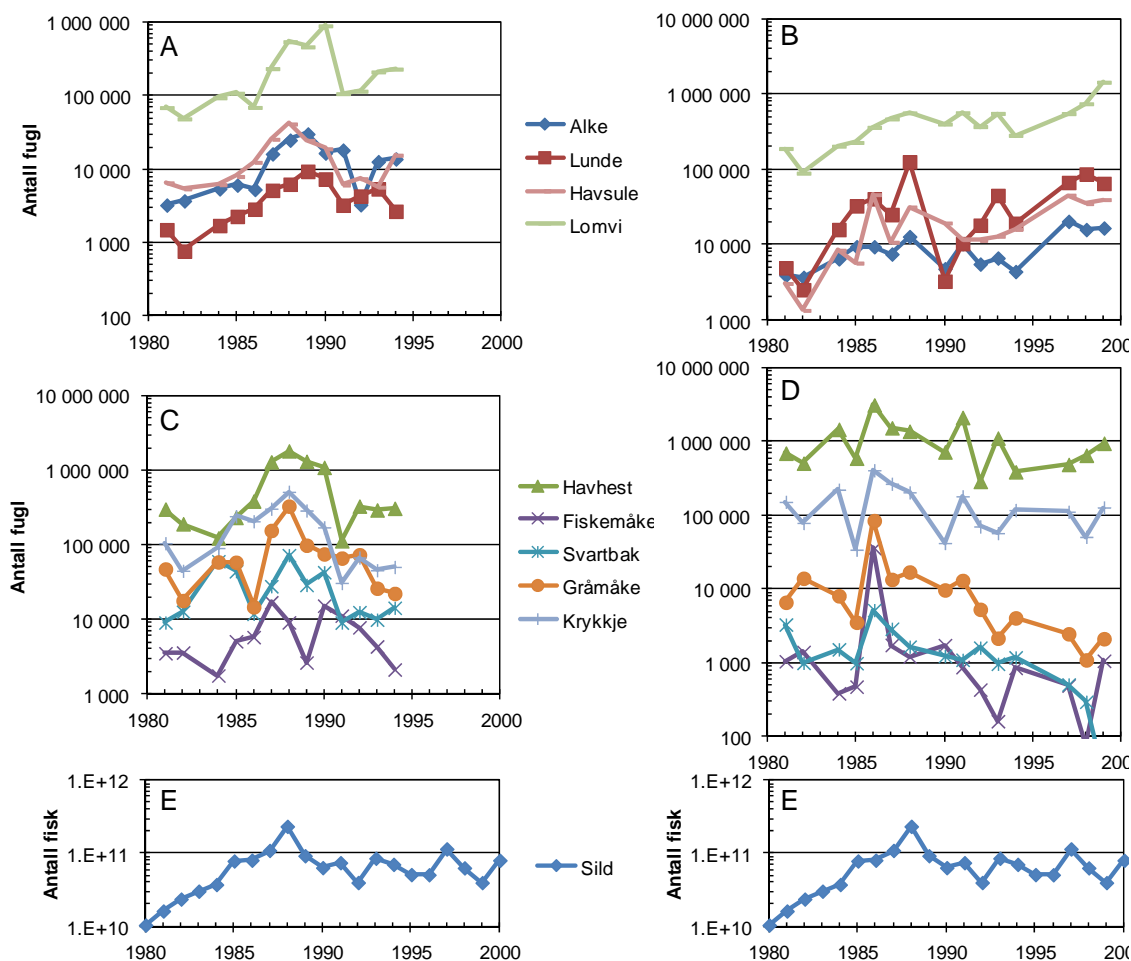 A
1 000 000
100 000
10 000
1 000
100
Antall fugl
1980 1985 1990 1995 2000
Alke
Lunde
Havsule
Lomvi
B
10 000 000
1 000 000
100 000
10 000
1 000
1980 1985 1990 1995 200
C
10 000 000
1 000 000
100 000
10 000
1 000
Antall fugl
1980 1985 1990 1995 2000
Havhest
Fiskemåke
Svartbak
Gråmåke
Krykkje
D
10 000 000
1 000 000
100 000
10 000
1 000
100
1980 1985 1990 1995 200
E
1.E+12
1.E+11
1.E+10
Antall fisk
1980 1985 1990 1995 2000
Sild
E
1.E+12
1.E+11
1.E+10
Antall fisk
1980 1985 1990 1995 200